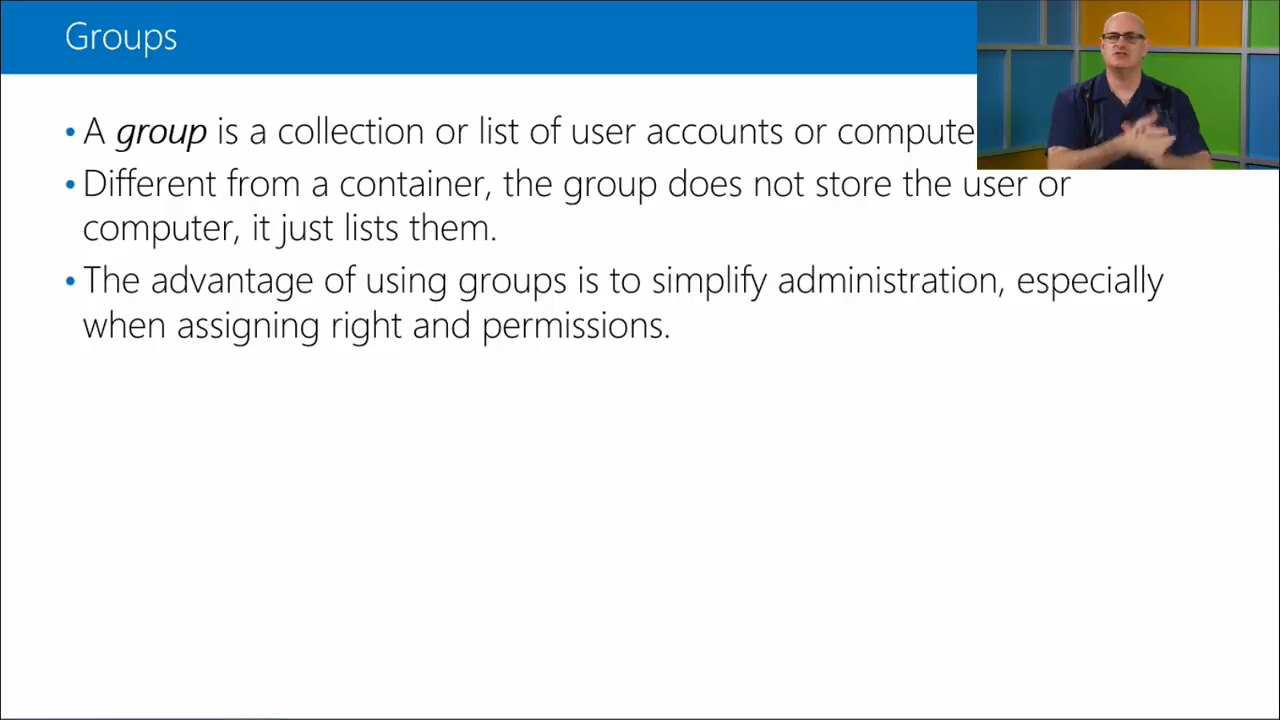 Groups
• A group is a collection or list of user accounts or compute
• Different from a container, the group does not store the user or
computer, it just lists them.
• The advantage of using groups is to simplify administration, especially
when assigning right and permissions.